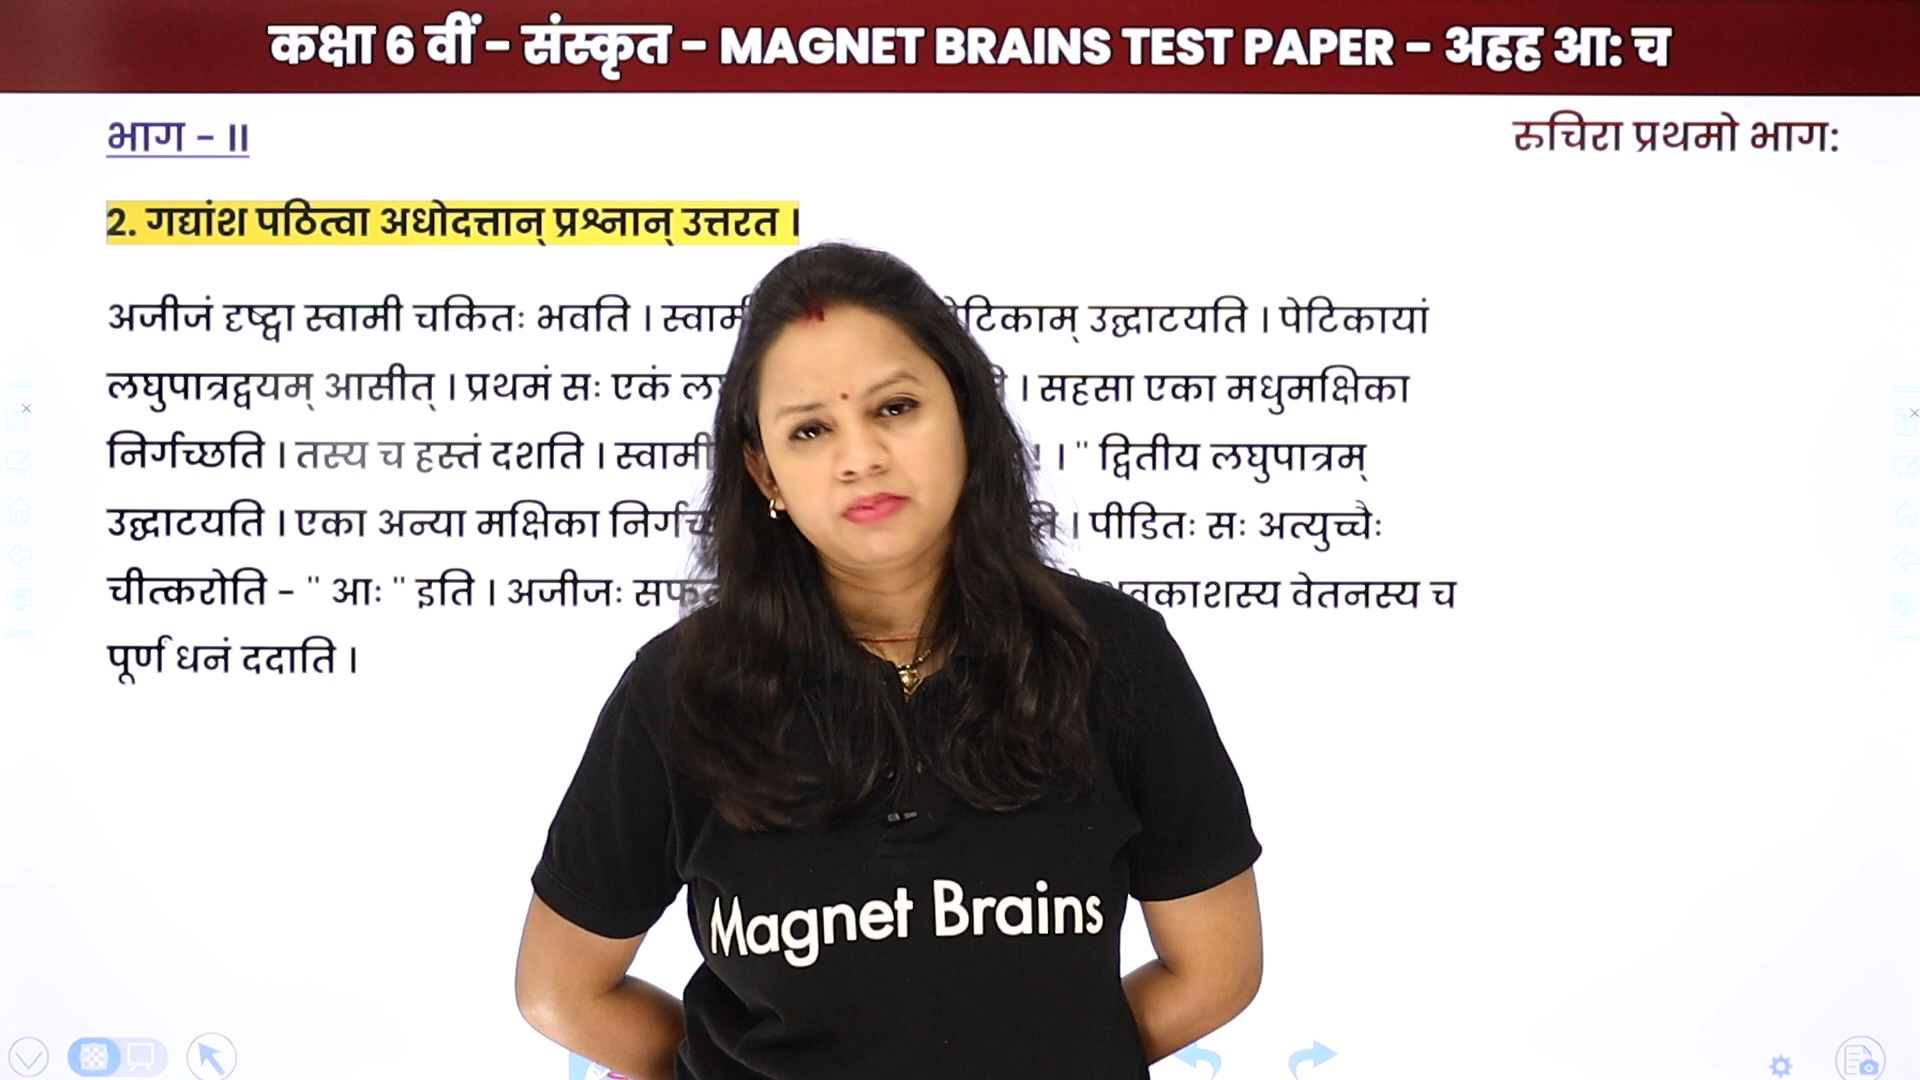 कक्षा 6 वीं - संस्कृत - MAGNET BRAINS TEST PAPER - अहह आ: च
भाग - II
रुचिरा प्रथमो भाग:
2. गद्यांश पठित्वा अधोदत्तान् प्रश्नान् उत्तरत ।
अजीजं दृष्ट्वा स्वामी चकितः भवति । उद्घाटयति । पेटिकायां
लघुपात्रद्वयम् आसीत् । प्रथमं सः एकं । सहसा एका मधुमक्षिका
निर्गच्छति । तस्य च हस्तं दशति । स्वामी । " द्वितीय लघुपात्रम्
उद्घाटयति । एका अन्या मक्षिका । पीडितः सः अत्युच्चैः
चीत्करोति - " आः " इति । अजीजः वेतनस्य च
पूर्ण धनं ददाति ।
Magnet Brains